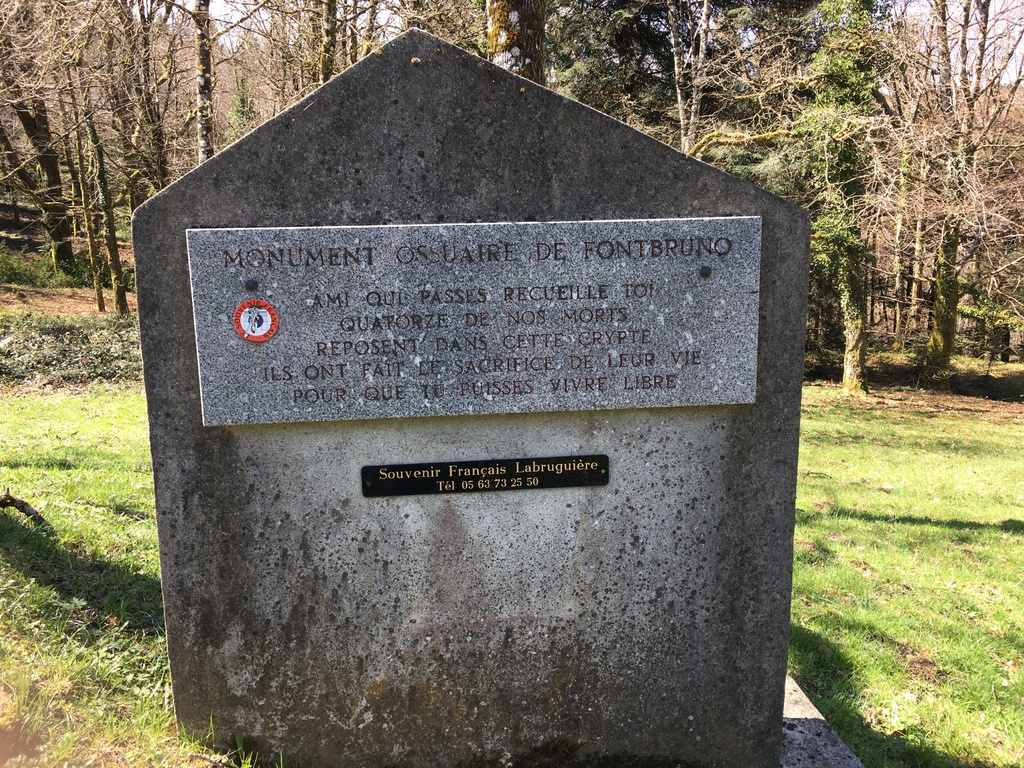 MONUMENT OSSUAIRE DE FONTBRUNO
AMI QUI PASSES RECUEILLE TOI
QUATORZE DE NOS MORTS
REPOSENT DANS CETTE CRYPTE
ILS ONT FAIT LE SACRIFICE DE LEUR VIE
POUR QUE TU PUISSES VIVRE LIBRE
Souvenir Français Labruguière
Tél 05 63 73 25 50